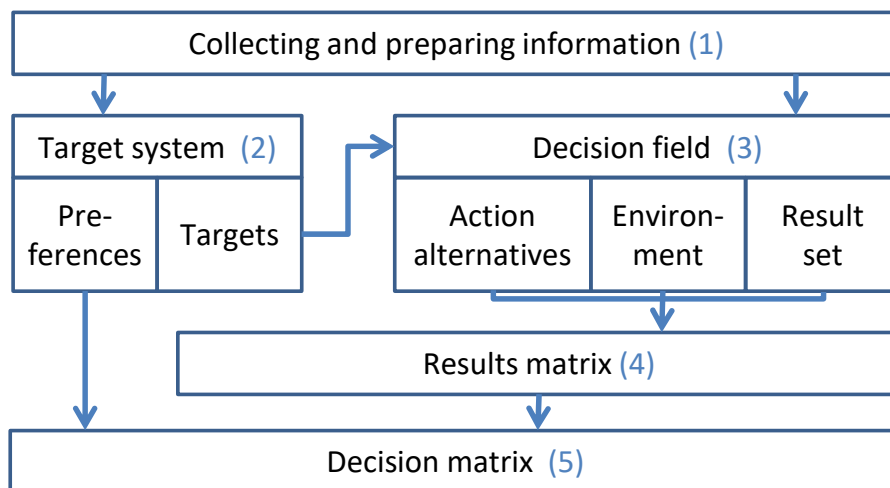 Collecting and preparing information (1)
Target system (2)
Pre-
ferences
Targets
Decision field (3)
Action
alternatives
Environ-
ment
Result
set
Results matrix (4)
Decision matrix (5)